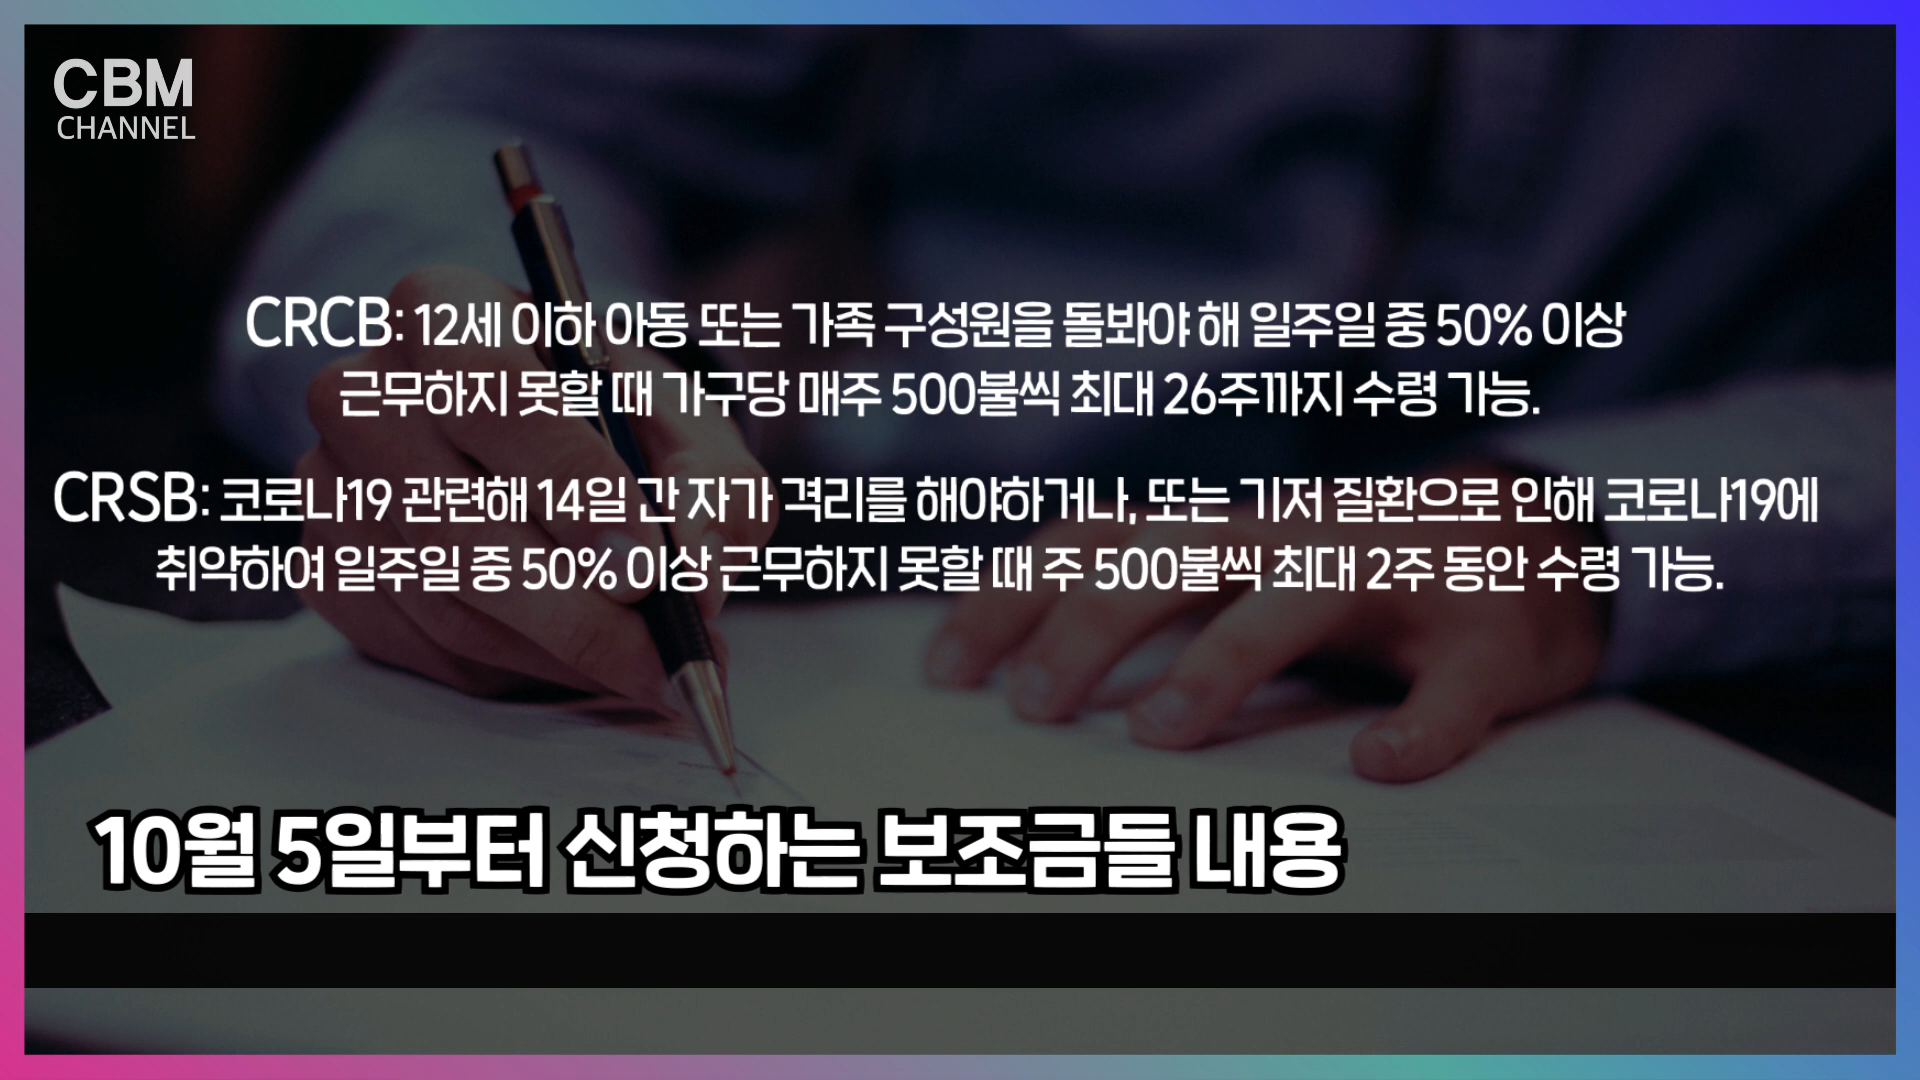 CBM
CHANNEL
CRCB: 12세 이하 아동 또는 가족 구성원을 돌봐야 해 일주일 중 50% 이상
근무하지 못할 때 가구당 매주 500불씩 최대 26주까지 수령 가능.
CRSB: 코로나19 관련해 14일 간 자가 격리를 해야하거나, 또는 기저 질환으로 인해 코로나19에
취약하여 일주일 중 50% 이상 근무하지 못할 때 주 500불씩 최대 2주 동안 수령 가능.
10월 5일부터 신청하는 보조금들 내용